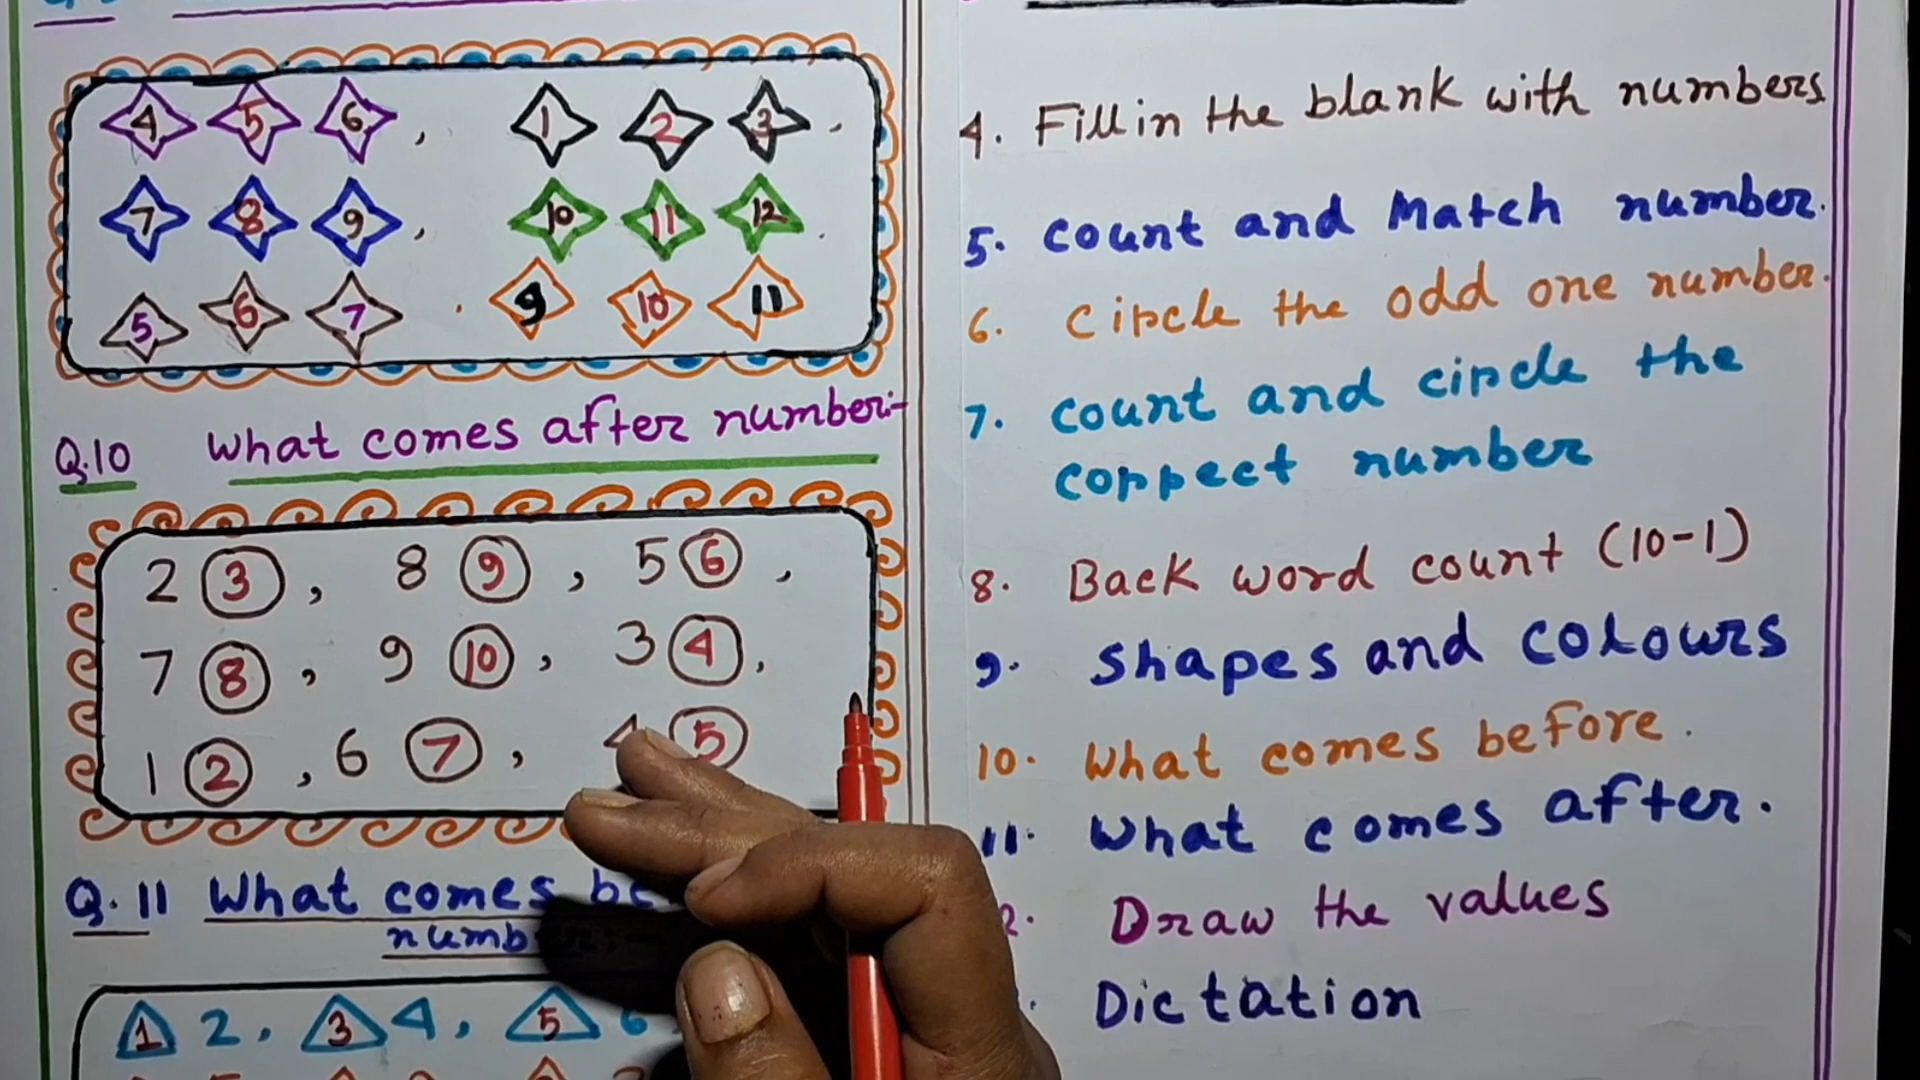 4 5 6 , 1 2 3 ,
7 8 9 , 10 11 12 .
5 6 7 . 9 10 11
Q.10 What comes after number:-
2 3 , 8 9 , 5 6 ,
7 8 , 9 10 , 3 4 ,
1 2 , 6 7 , 4 5
Q.11 What comes
1 2 , 3 4 , 5 6
4. Fill in the blank with numbers
5. Count and Match number.
6. Circle the odd one number.
7. Count and circle the
correct number
8. Back word count (10-1)
9. Shapes and colours
10. What comes before.
11. What comes after.
2. Draw the values
Dictation